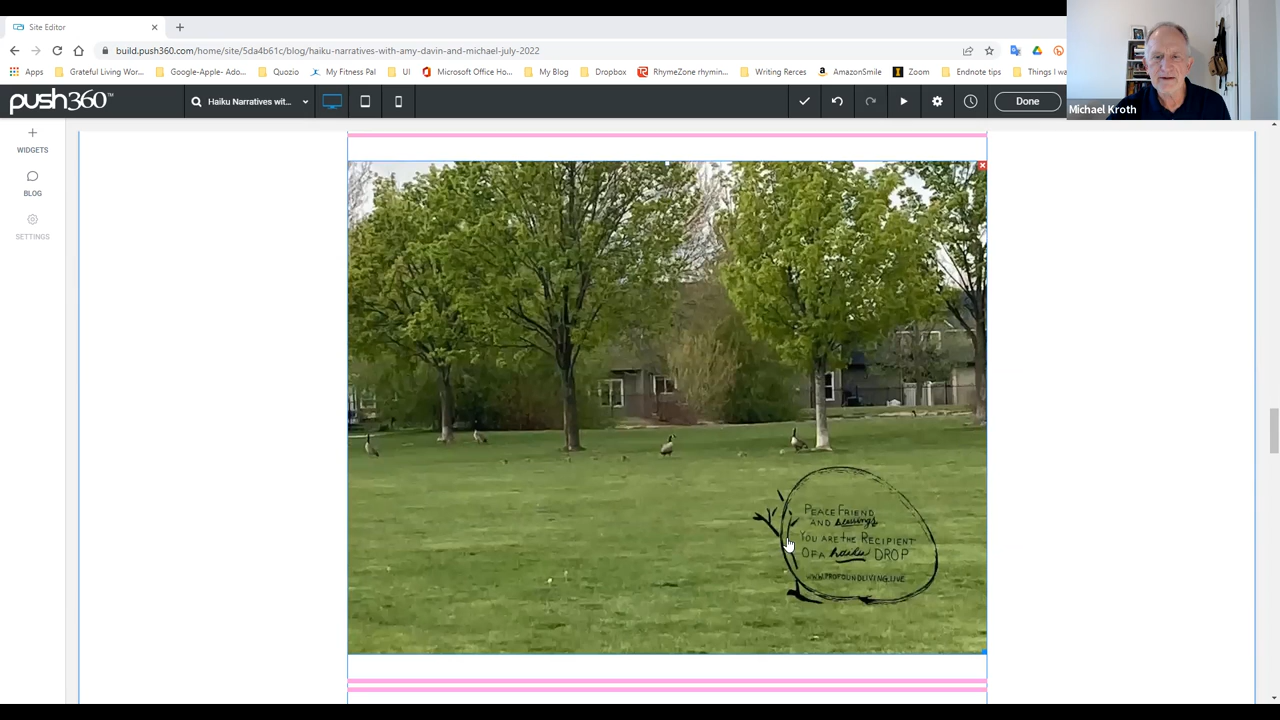 Site Editor
build.push360.com/home/site/5da4b61c/blog/haiku-narratives-with-amy-davin-and-michael-july-2022
Apps Grateful Living Wor... Google-Apple- Ado... Quozio My Fitness Pal UI Microsoft Office Ho... My Blog Dropbox RhymeZone rhymin... Writing Rerces AmazonSmile Zoom Endnote tips Things I wa
push360™ Haiku Narratives wit... Done
Michael Kroth
WIDGETS
BLOG
SETTINGS
PEACE FRIEND
AND Blessings
YOU ARE the RECIPIENT
OF A haiku DROP
WWW.PROFOUNDLIVING.LIVE